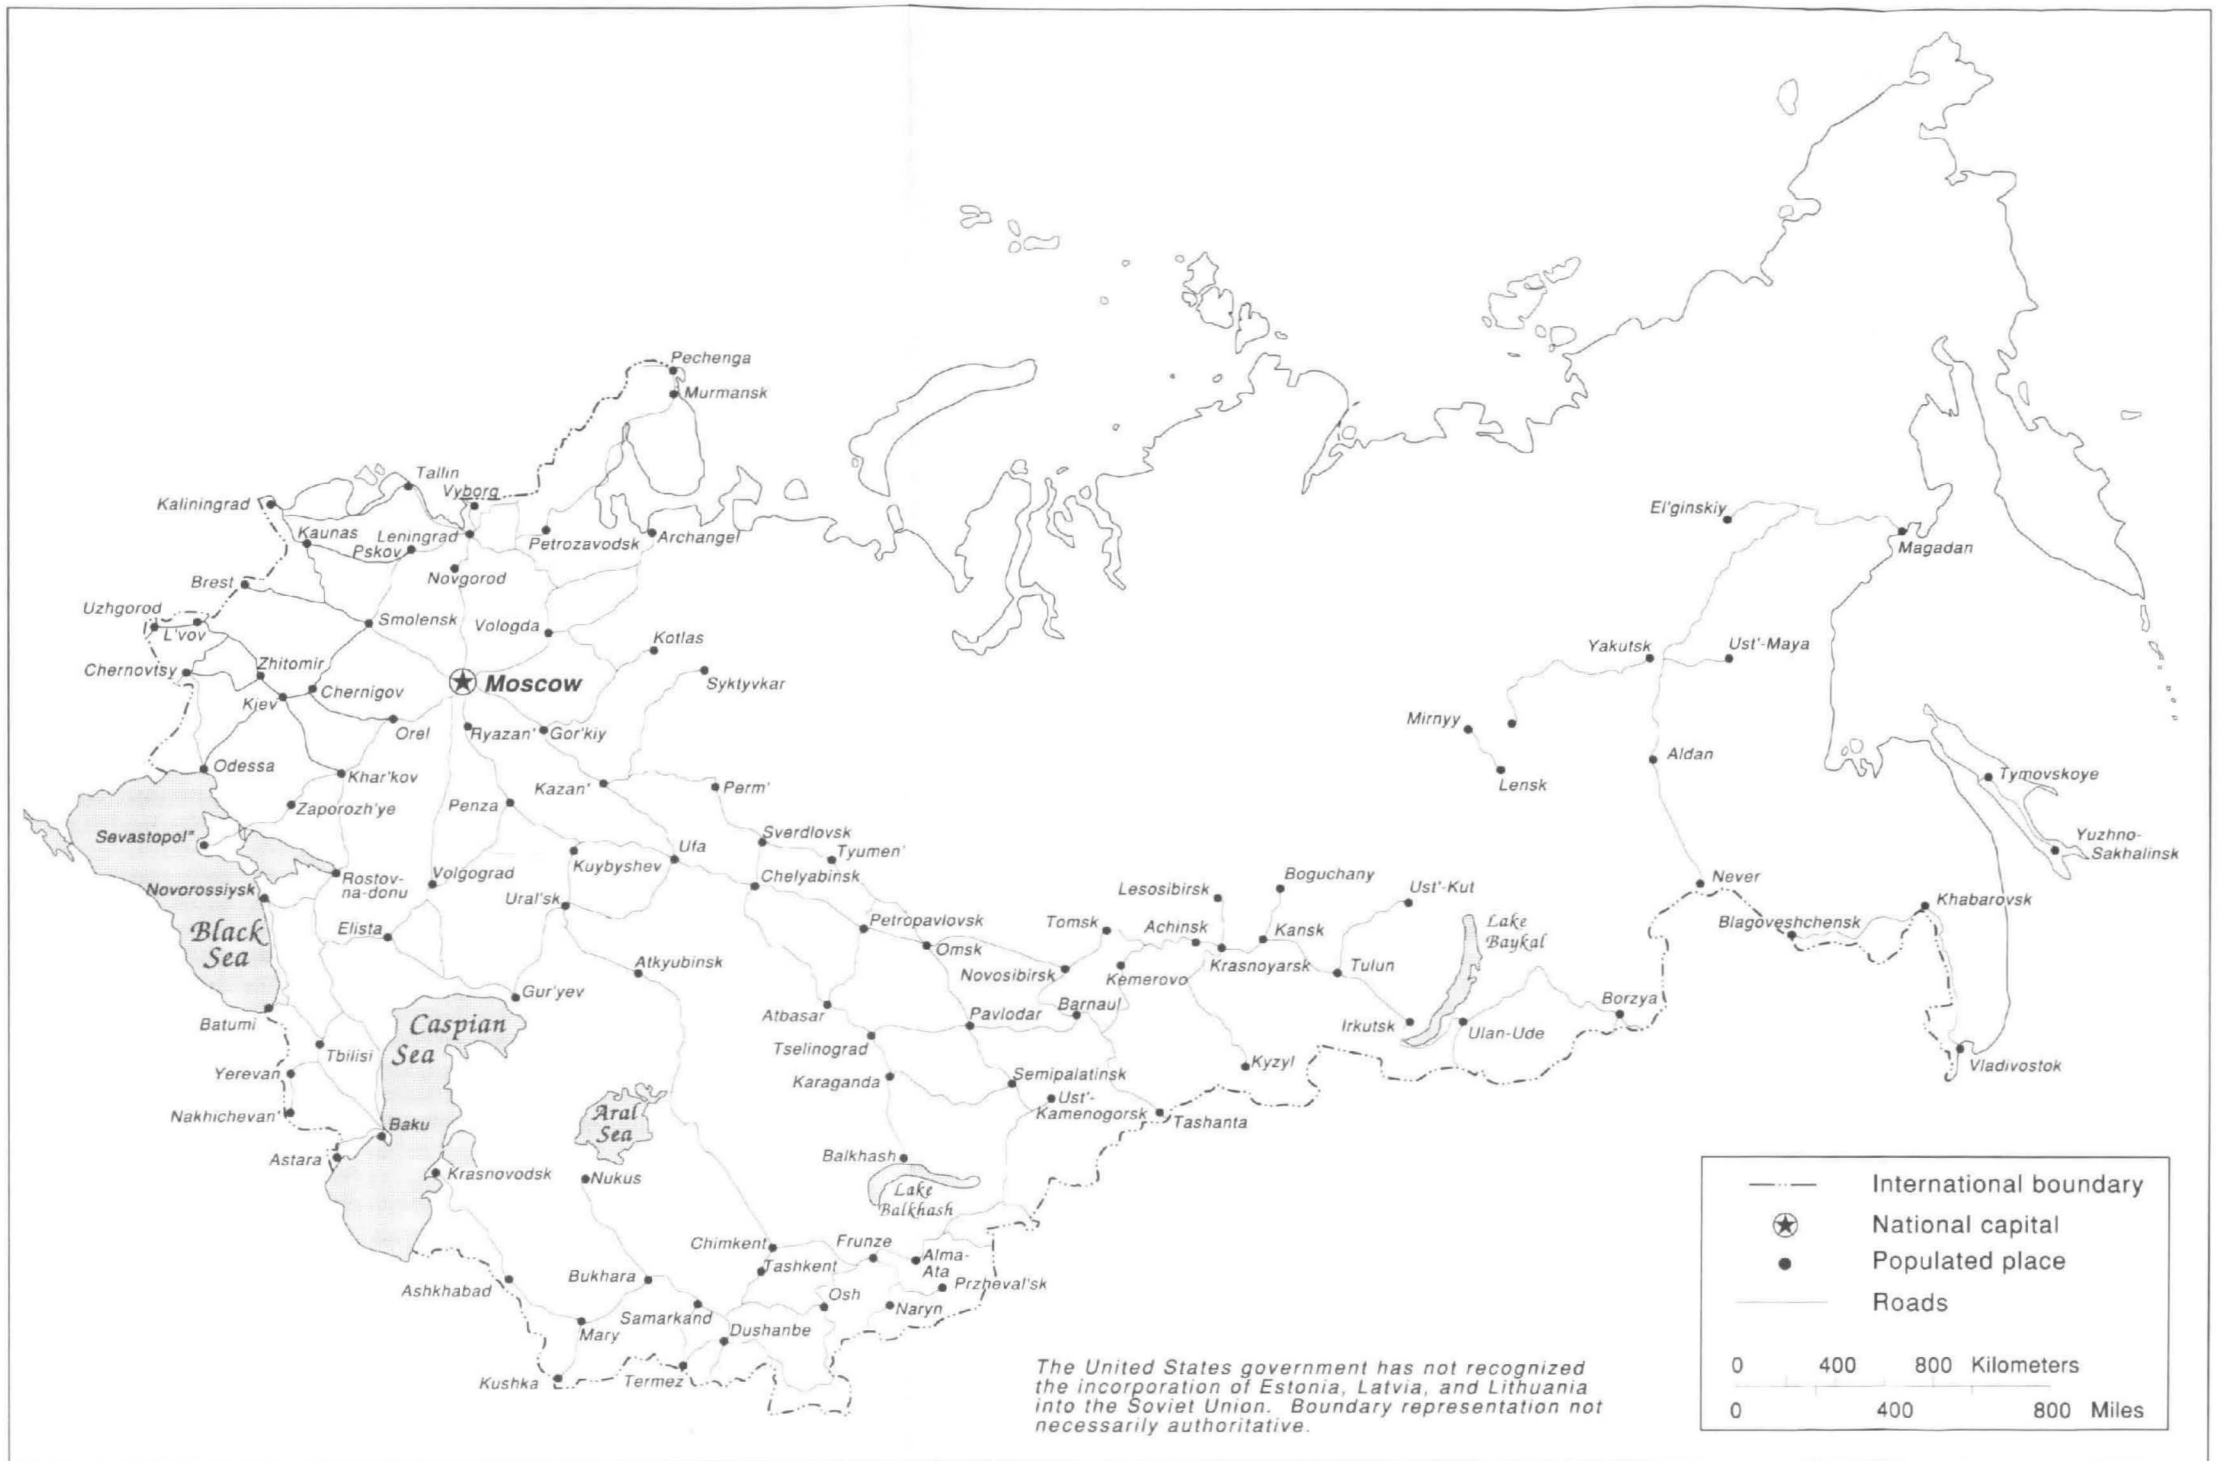 Pechenga
Murmansk
Tallin
Vyborg
Kaliningrad
Kaunas
Leningrad
Pskov
Petrozavodsk
Archangel
Novgorod
Brest
Uzhgorod
L'vov
Smolensk
Vologda
Kotlas
Chernovtsy
Zhitomir
Syktyvkar
Moscow
Chernigov
Kjev
Orel
Ryazan'
Gor'kiy
Odessa
Khar'kov
Kazan'
Perm'
Zaporozh'ye
Penza
Sevastopol"
Sverdlovsk
Tyumen'
Ufa
Kuybyshev
Rostov-
na-donu
Volgograd
Chelyabinsk
Novorossiysk
Ural'sk
Black
Sea
Elista
Petropavlovsk
Omsk
Atkyubinsk
Gur'yev
Batumi
Caspian
Sea
Tbilisi
Yerevan
Nakhichevan'
Baku
Astara
Krasnovodsk
Aral
Sea
Nukus
Atbasar
Tselinograd
Karaganda
Pavlodar
Semipalatinsk
Ust'-
Kamenogorsk
Tashanta
Balkhash
Lake
Balkhash
Chimkent
Frunze
Alma-
Ata
Tashkent
Przheval'sk
Bukhara
Osh
Naryn
Ashkhabad
Samarkand
Mary
Dushanbe
Kushka
Termez
Novosibirsk
Tomsk
Barnaul
Kemerovo
Achinsk
Lesosibirsk
Krasnoyarsk
Boguchany
Kansk
Ust'-Kut
Tulun
Kyzyl
Irkutsk
Lake
Baykal
Ulan-Ude
Borzya
El'ginskiy
Magadan
Yakutsk
Ust'-Maya
Mirnyy
Lensk
Aldan
Never
Blagoveshchensk
Khabarovsk
Vladivostok
Tymovskoye
Yuzhno-
Sakhalinsk
The United States government has not recognized
the incorporation of Estonia, Latvia, and Lithuania
into the Soviet Union. Boundary representation not
necessarily authoritative.
International boundary
National capital
Populated place
Roads
0 400 800 Kilometers
0 400 800 Miles